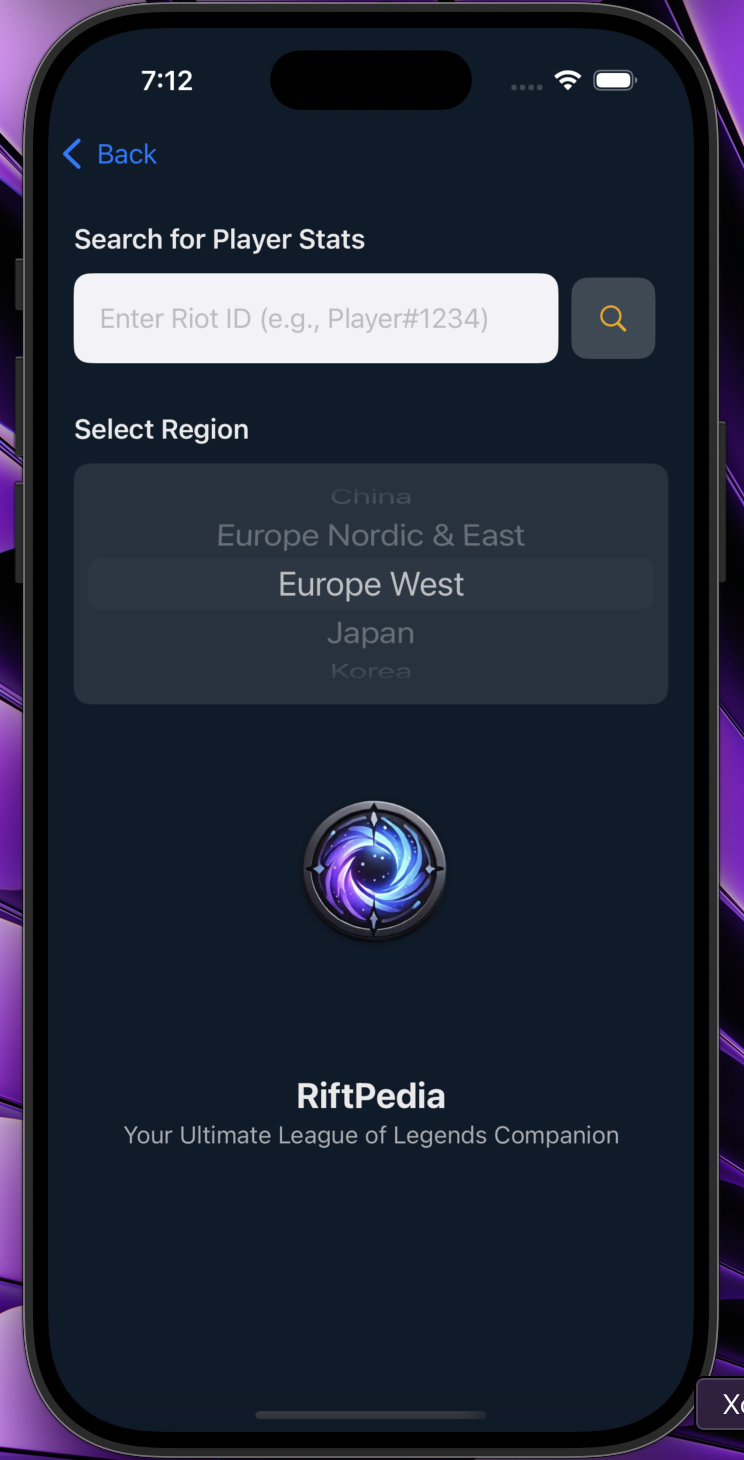 7:12
Back
Search for Player Stats
Enter Riot ID (e.g., Player#1234)
Select Region
China
Europe Nordic & East
Europe West
Japan
Korea
RiftPedia
Your Ultimate League of Legends Companion